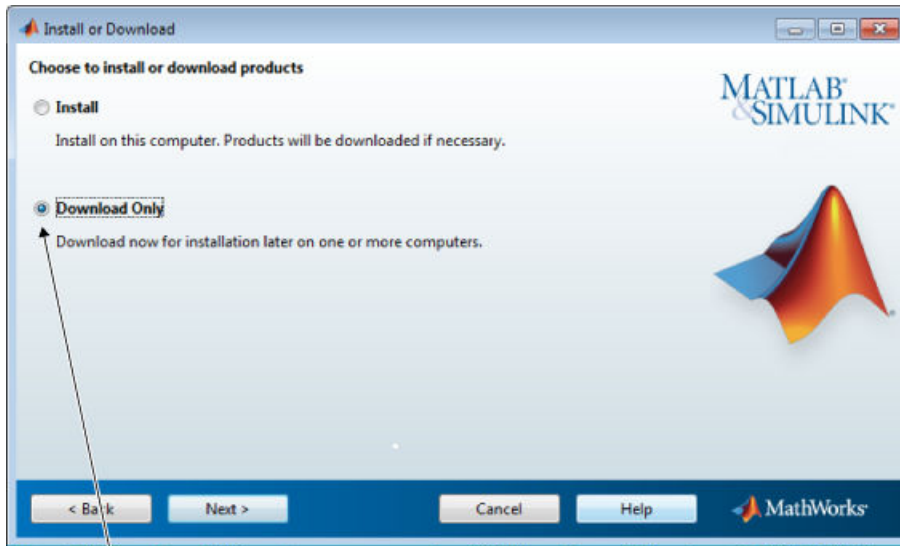 Install or Download
Choose to install or download products
Install
Install on this computer. Products will be downloaded if necessary.
Download Only
Download now for installation later on one or more computers.
MATLAB®
&SIMULINK®
®
< Back
Next >
Cancel
Help
MathWorks®